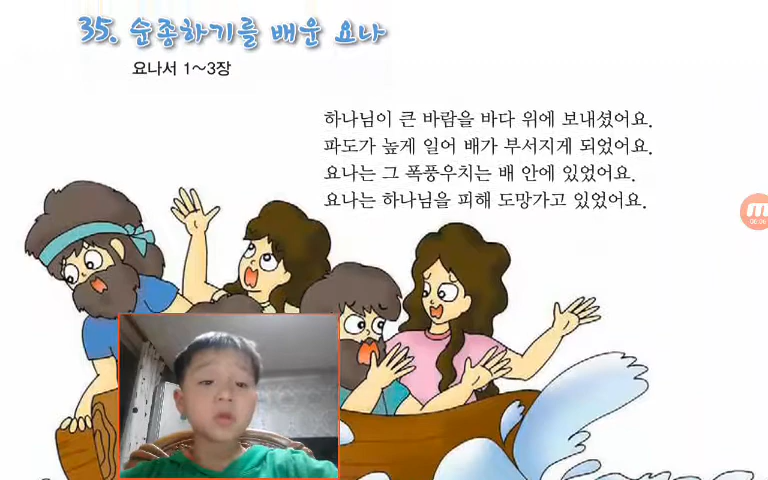 35. 순종하기를 배운 요나
요나서 1~3장
하나님이 큰 바람을 바다 위에 보내셨어요.
파도가 높게 일어 배가 부서지게 되었어요.
요나는 그 폭풍우치는 배 안에 있었어요.
요나는 하나님을 피해 도망가고 있었어요.